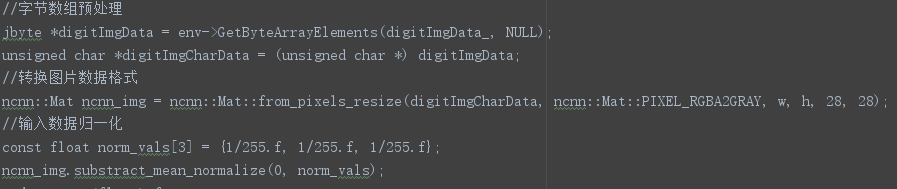 //字节数组预处理
jbyte *digitImgData = env->GetByteArrayElements(digitImgData_, NULL);
unsigned char *digitImgCharData = (unsigned char *) digitImgData;
//转换图片数据格式
ncnn::Mat ncnn_img = ncnn::Mat::from_pixels_resize(digitImgCharData, ncnn::Mat::PIXEL_RGBA2GRAY, w, h, 28, 28);
//输入数据归一化
const float norm_vals[3] = {1/255.f, 1/255.f, 1/255.f};
ncnn_img.substract_mean_normalize(0, norm_vals);